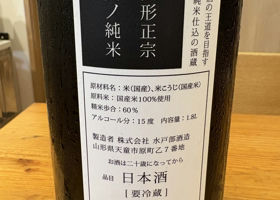 の王道を目指す
純米仕込の酒蔵
形正宗
ノ純米
原材料名:米(国産)、米こうじ(国産米)
原料米:国産米100%使用
精米歩合:60%
アルコール分:15度 内容量:1.8L
製造者 株式会社 水戸部酒造
山形県天童市原町乙7番地
お酒は二十歳になってから
品目 日本酒
[要冷蔵]